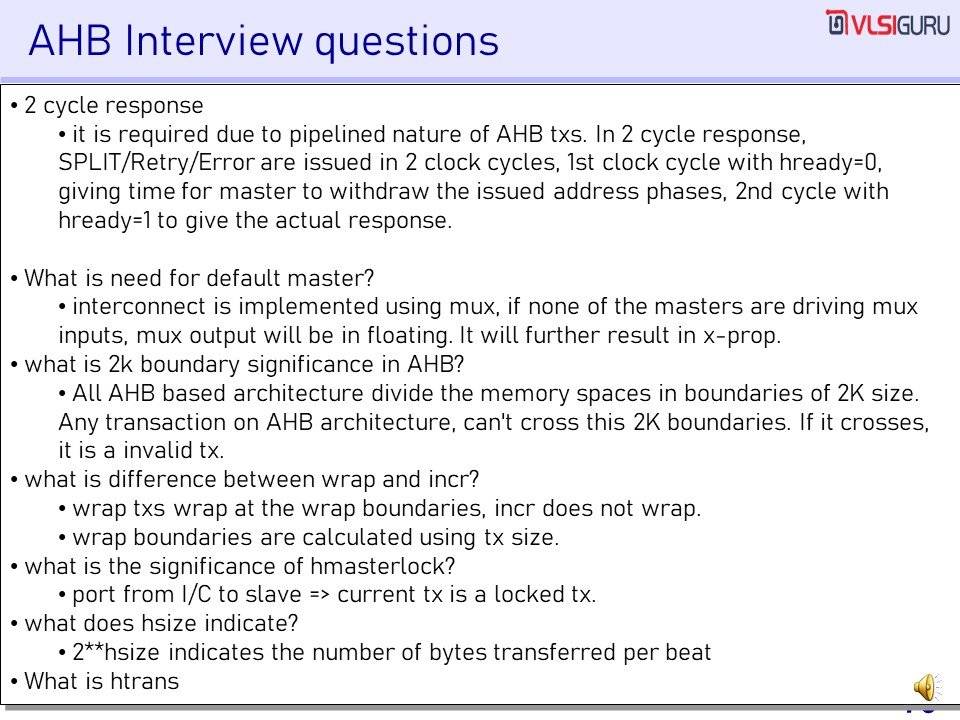 AHB Interview questions
VLSIGURU
• 2 cycle response
• it is required due to pipelined nature of AHB txs. In 2 cycle response,
SPLIT/Retry/Error are issued in 2 clock cycles, 1st clock cycle with hready=0,
giving time for master to withdraw the issued address phases, 2nd cycle with
hready=1 to give the actual response.
• What is need for default master?
• interconnect is implemented using mux, if none of the masters are driving mux
inputs, mux output will be in floating. It will further result in x-prop.
• what is 2k boundary significance in AHB?
• All AHB based architecture divide the memory spaces in boundaries of 2K size.
Any transaction on AHB architecture, can't cross this 2K boundaries. If it crosses,
it is a invalid tx.
• what is difference between wrap and incr?
• wrap txs wrap at the wrap boundaries, incr does not wrap.
• wrap boundaries are calculated using tx size.
• what is the significance of hmasterlock?
• port from I/C to slave => current tx is a locked tx.
• what does hsize indicate?
• 2**hsize indicates the number of bytes transferred per beat
• What is htrans